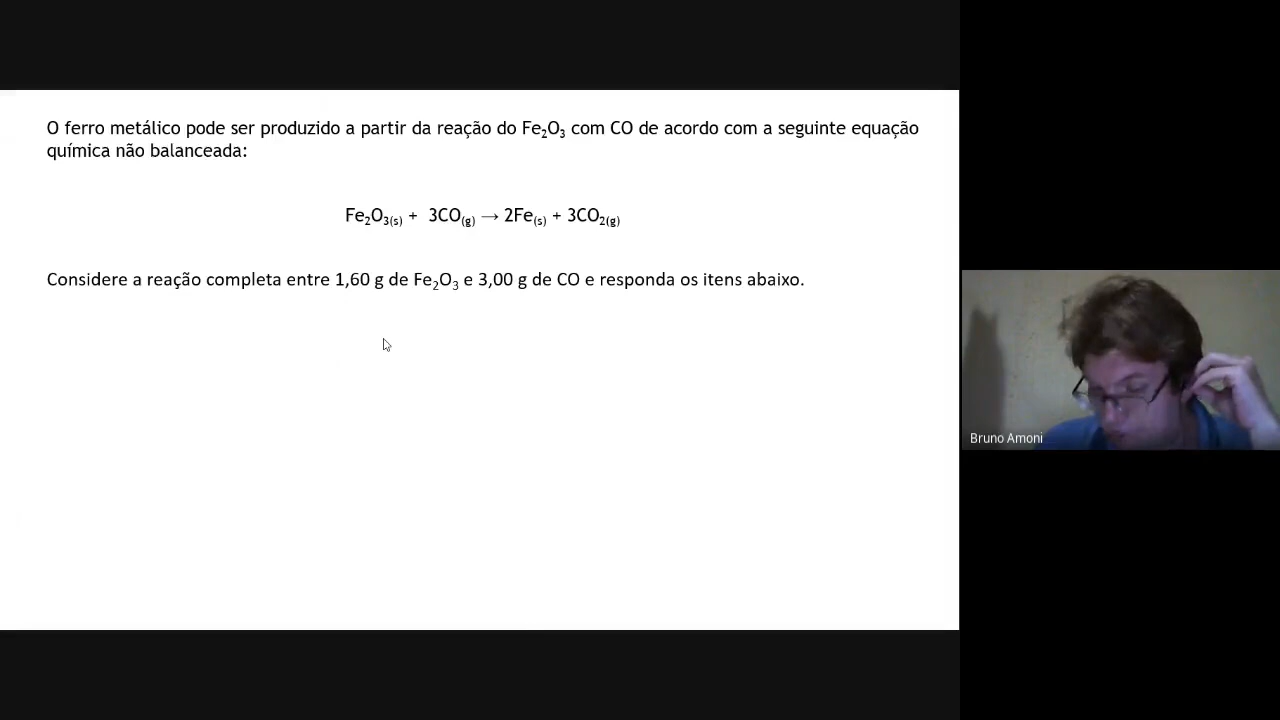 O ferro metálico pode ser produzido a partir da reação do Fe₂O₃ com CO de acordo com a seguinte equação
química não balanceada:
Fe₂O₃(s) + 3CO(g) → 2Fe(s) + 3CO₂(g)
Considere a reação completa entre 1,60 g de Fe₂O₃ e 3,00 g de CO e responda os itens abaixo.
Bruno Amoni